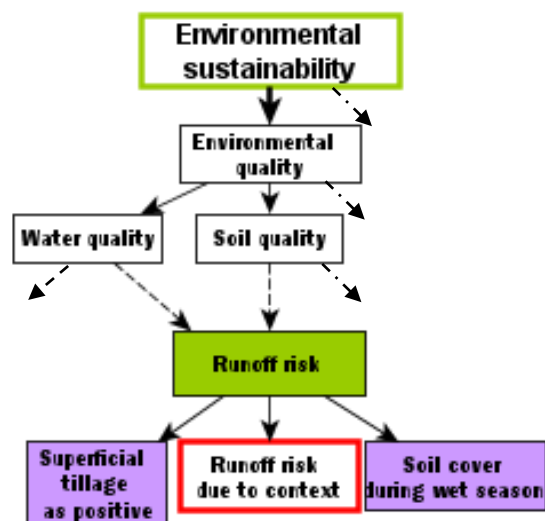 Environmental
sustainability
Environmental
quality
Water quality
Soil quality
Runoff risk
Superficial
tillage
as positive
Runoff risk
due to context
Soil cover
during wet season